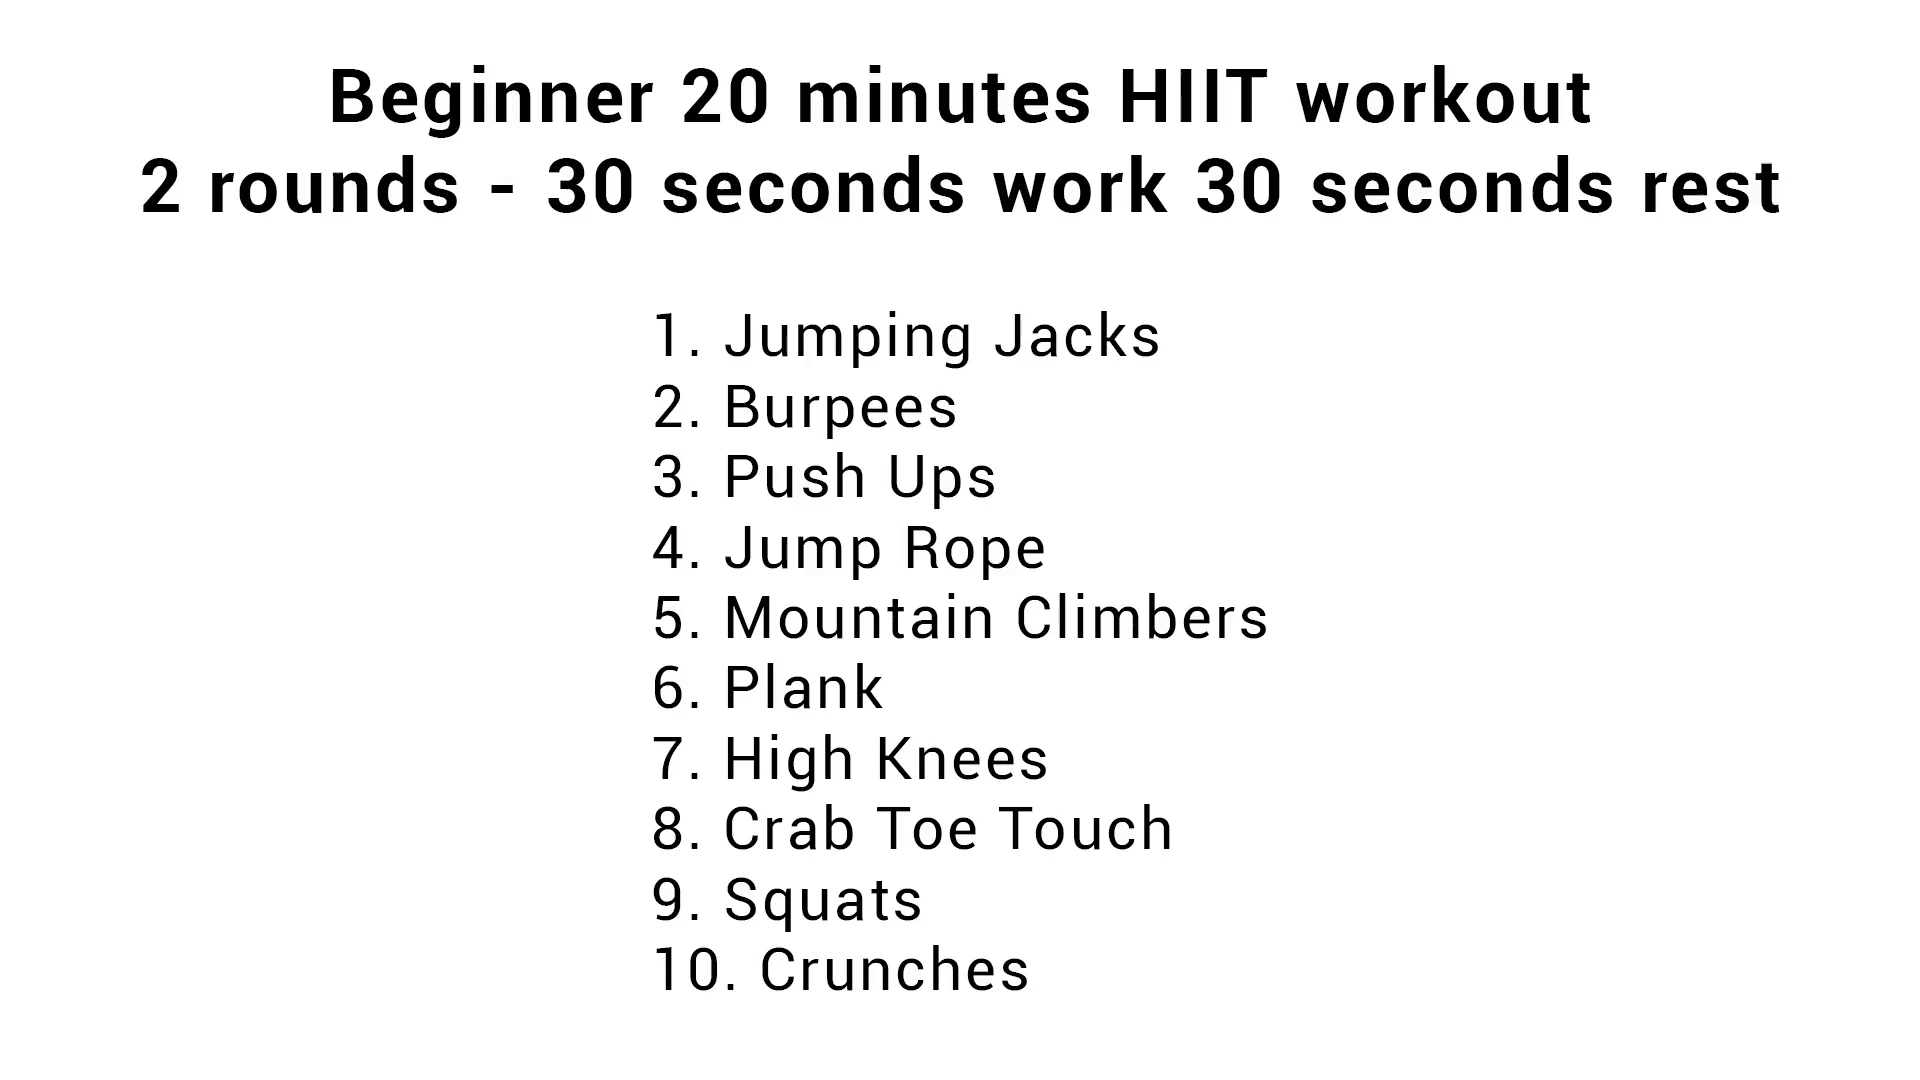 Beginner 20 minutes HIIT workout
2 rounds - 30 seconds work 30 seconds rest
1. Jumping Jacks
2. Burpees
3. Push Ups
4. Jump Rope
5. Mountain Climbers
6. Plank
7. High Knees
8. Crab Toe Touch
9. Squats
10. Crunches